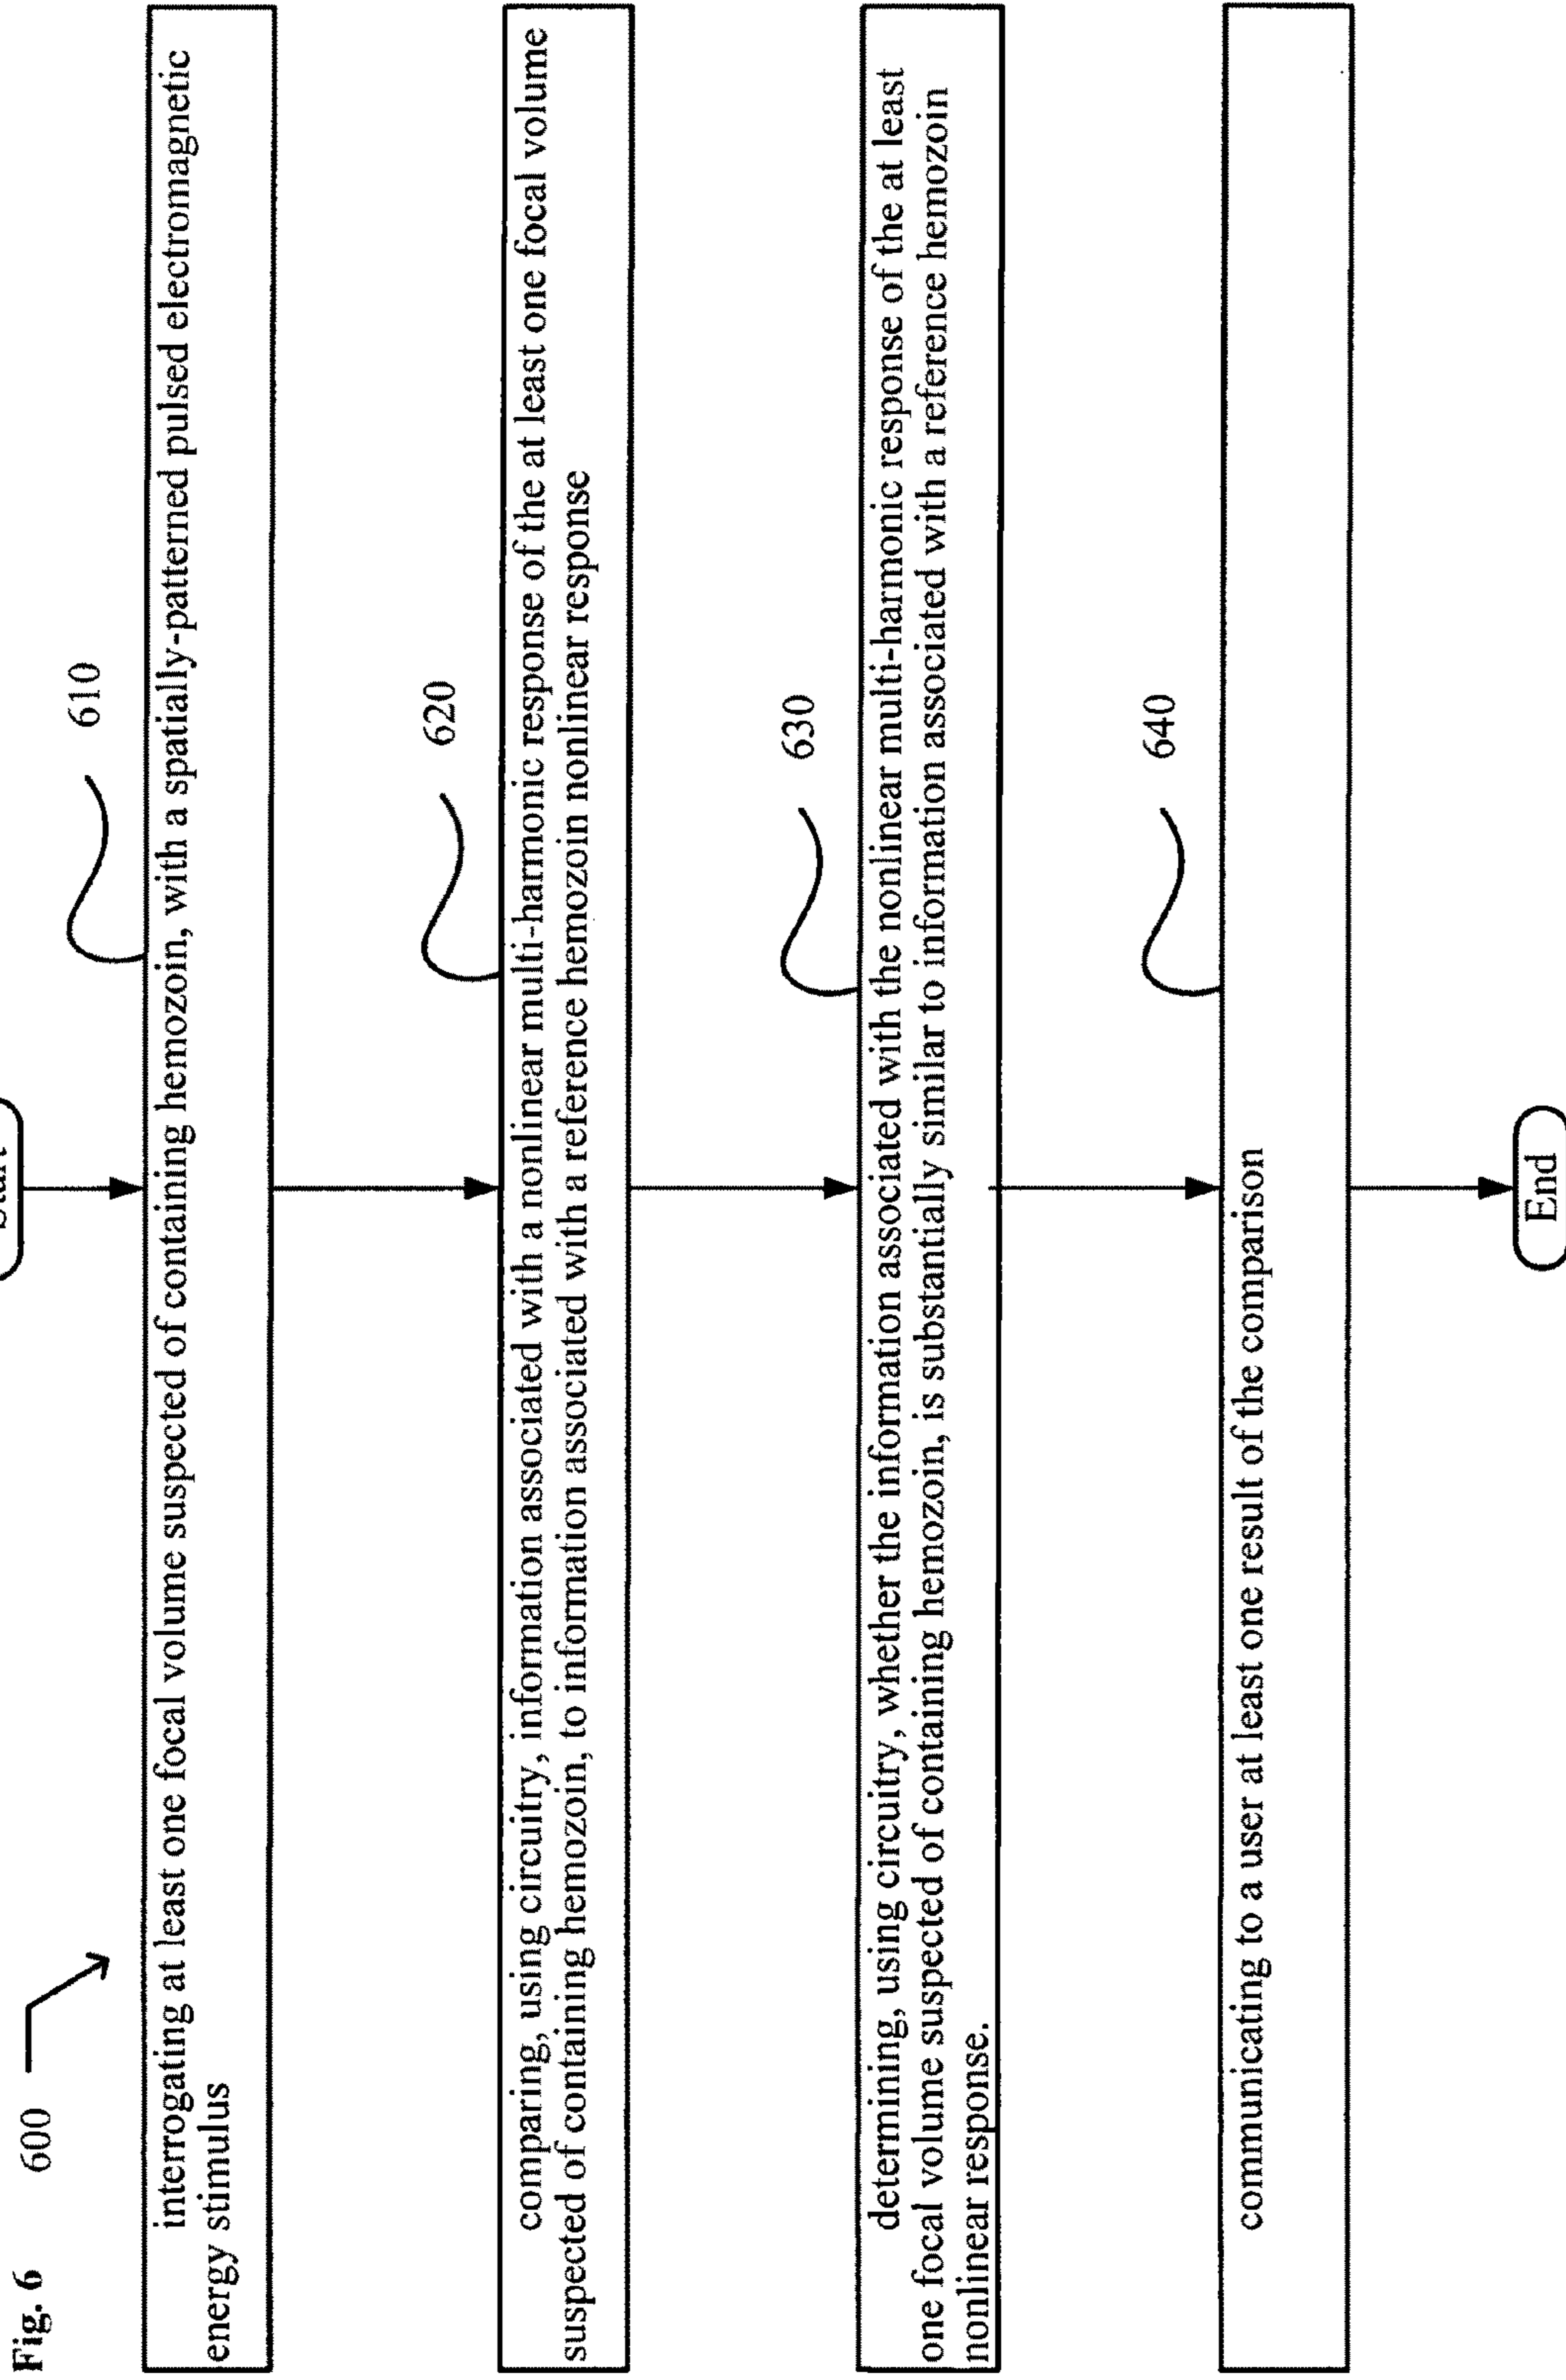 Fig. 6
600
Start
610
interrogating at least one focal volume suspected of containing hemozoin, with a spatially-patterned pulsed electromagnetic
energy stimulus
620
comparing, using circuitry, information associated with a nonlinear multi-harmonic response of the at least one focal volume
suspected of containing hemozoin, to information associated with a reference hemozoin nonlinear response
630
determining, using circuitry, whether the information associated with the nonlinear multi-harmonic response of the at least
one focal volume suspected of containing hemozoin, is substantially similar to information associated with a reference hemozoin
nonlinear response.
640
communicating to a user at least one result of the comparison
End